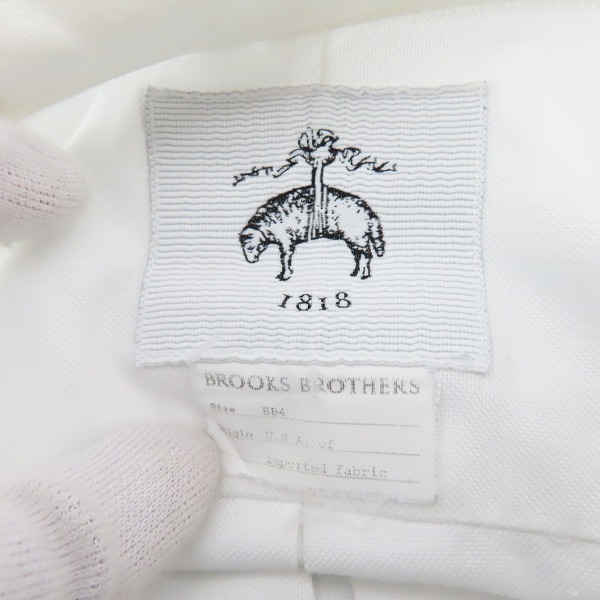 1818
BROOKS BROTHERS
Size BB4
Origin U.S.A. of
imported fabric